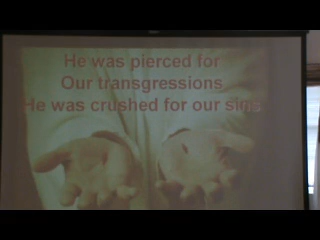 He was pierced for
Our transgressions
He was crushed for our sins